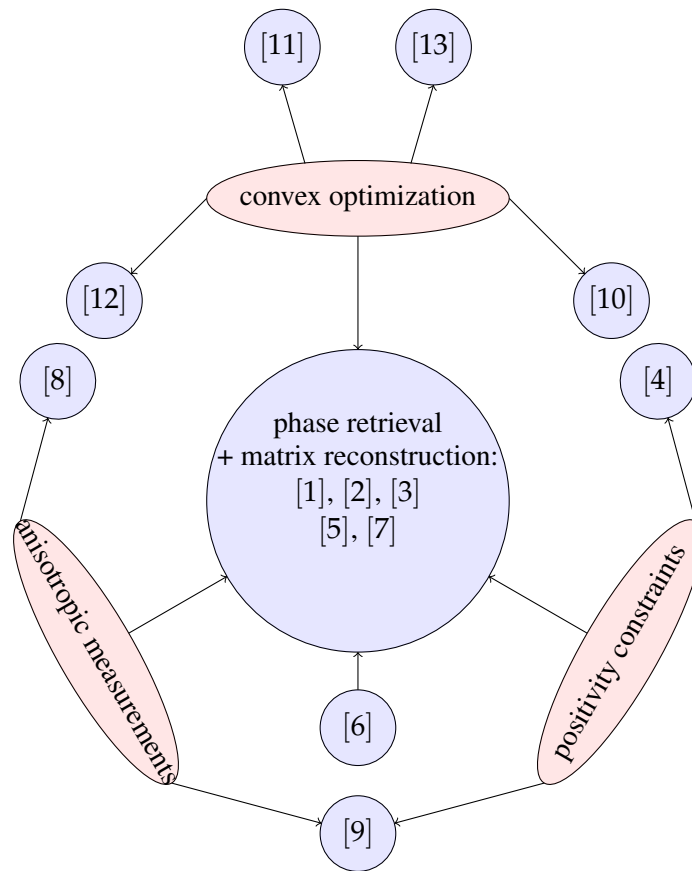 [11]
[13]
convex optimization
[12]
[10]
[8]
[4]
phase retrieval
+ matrix reconstruction:
[1], [2], [3]
[5], [7]
anisotropic measurements
positivity constraints
[6]
[9]